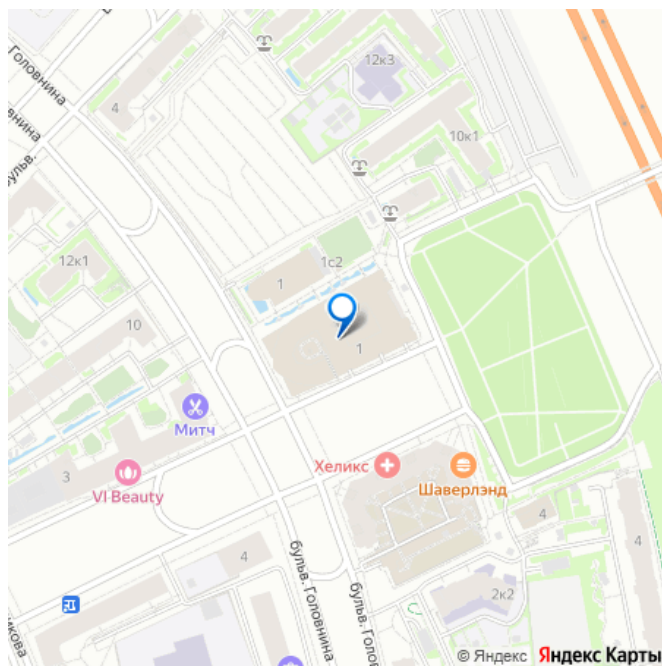 Головнина
4
12к3
10к1
бульв.
12к1
1
1с2
10
1
Митч
3
VI Beauty
Хеликс
Шаверлэнд
4
4
4
2к2
бульв. Головнина
бульв. Голо
© Яндекс Яндекс Карты